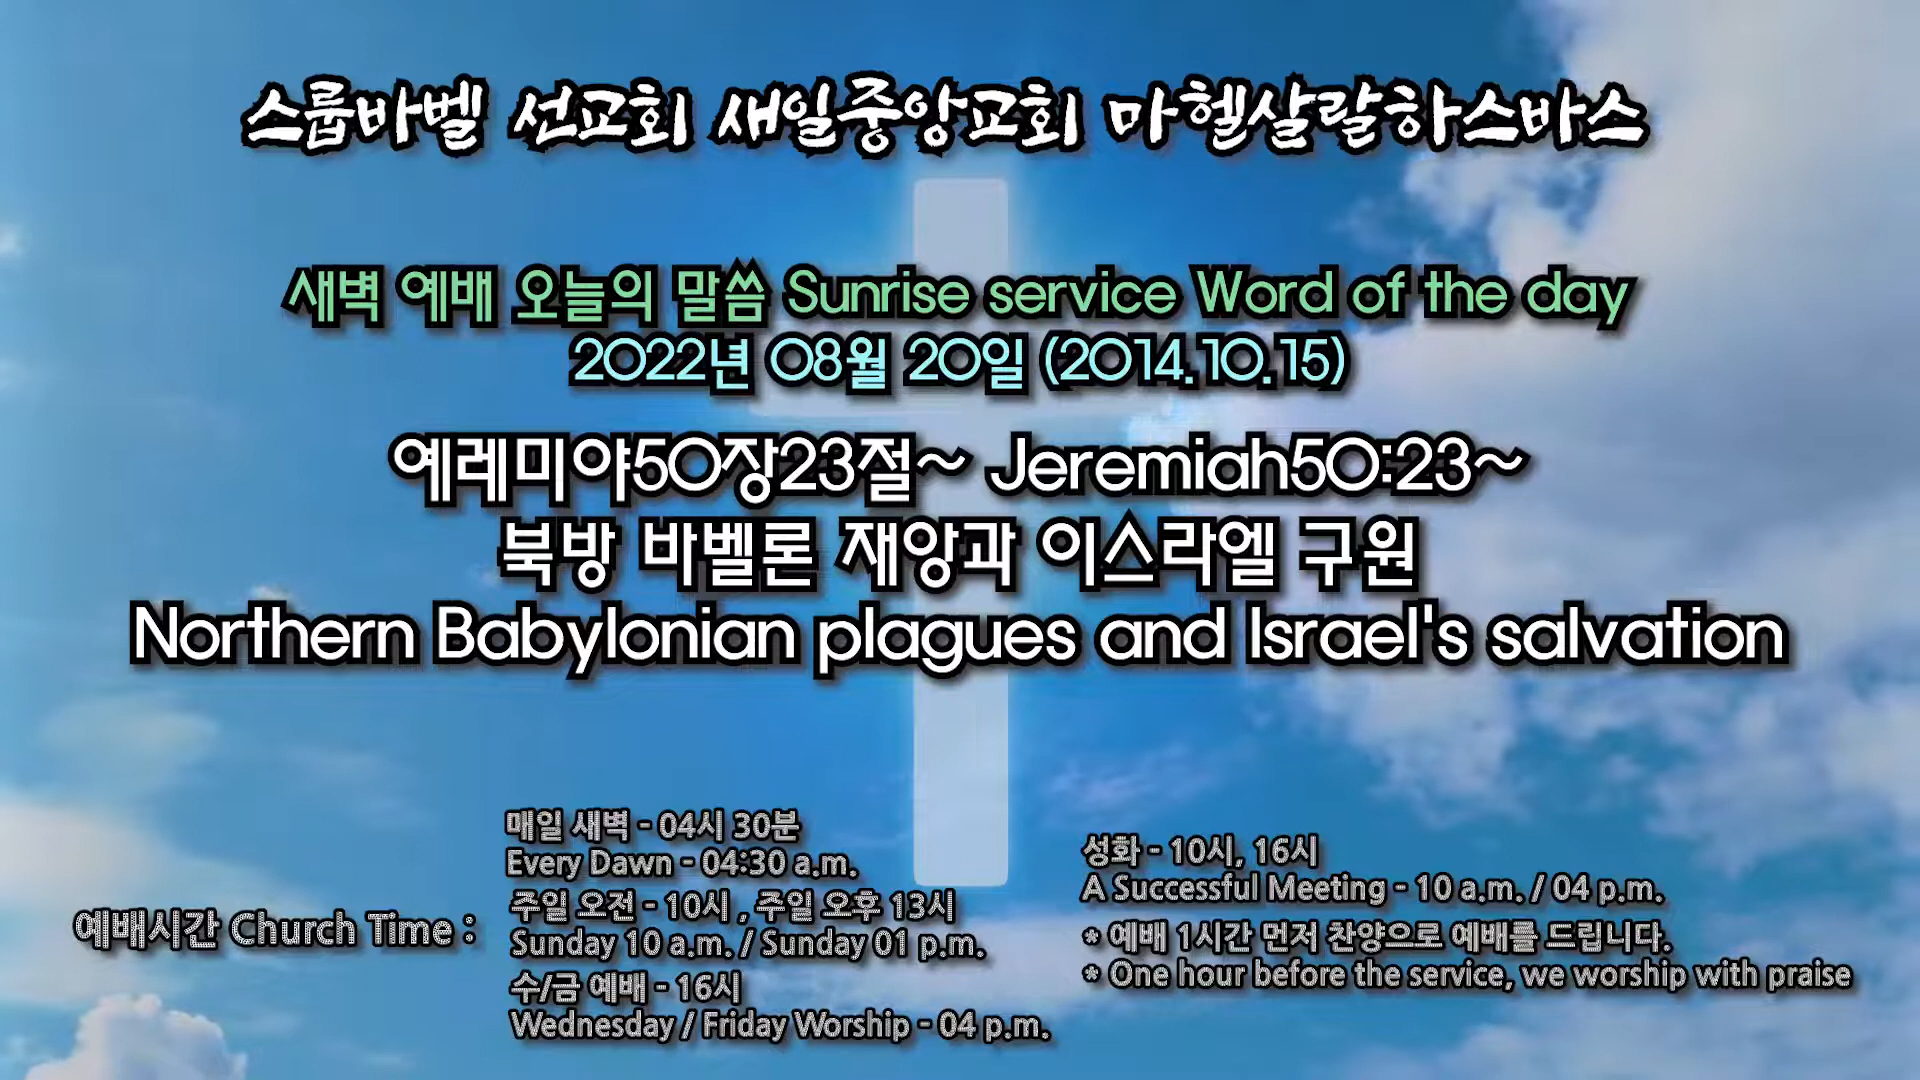 스룹바벨 선교회 새일중앙교회 마헬살랄하스바스
새벽 예배 오늘의 말씀 Sunrise service Word of the day
2022년 08월 20일 (2014.10.15)
예레미야50장23절~ Jeremiah50:23~
북방 바벨론 재앙과 이스라엘 구원
Northern Babylonian plagues and Israel's salvation
예배시간 Church Time :
매일 새벽 - 04시 30분
Every Dawn - 04:30 a.m.
주일 오전 - 10시 , 주일 오후 13시
Sunday 10 a.m. / Sunday 01 p.m.
수/금 예배 - 16시
Wednesday / Friday Worship - 04 p.m.
성화 - 10시, 16시
A Successful Meeting - 10 a.m. / 04 p.m.
* 예배 1시간 먼저 찬양으로 예배를 드립니다.
* One hour before the service, we worship with praise